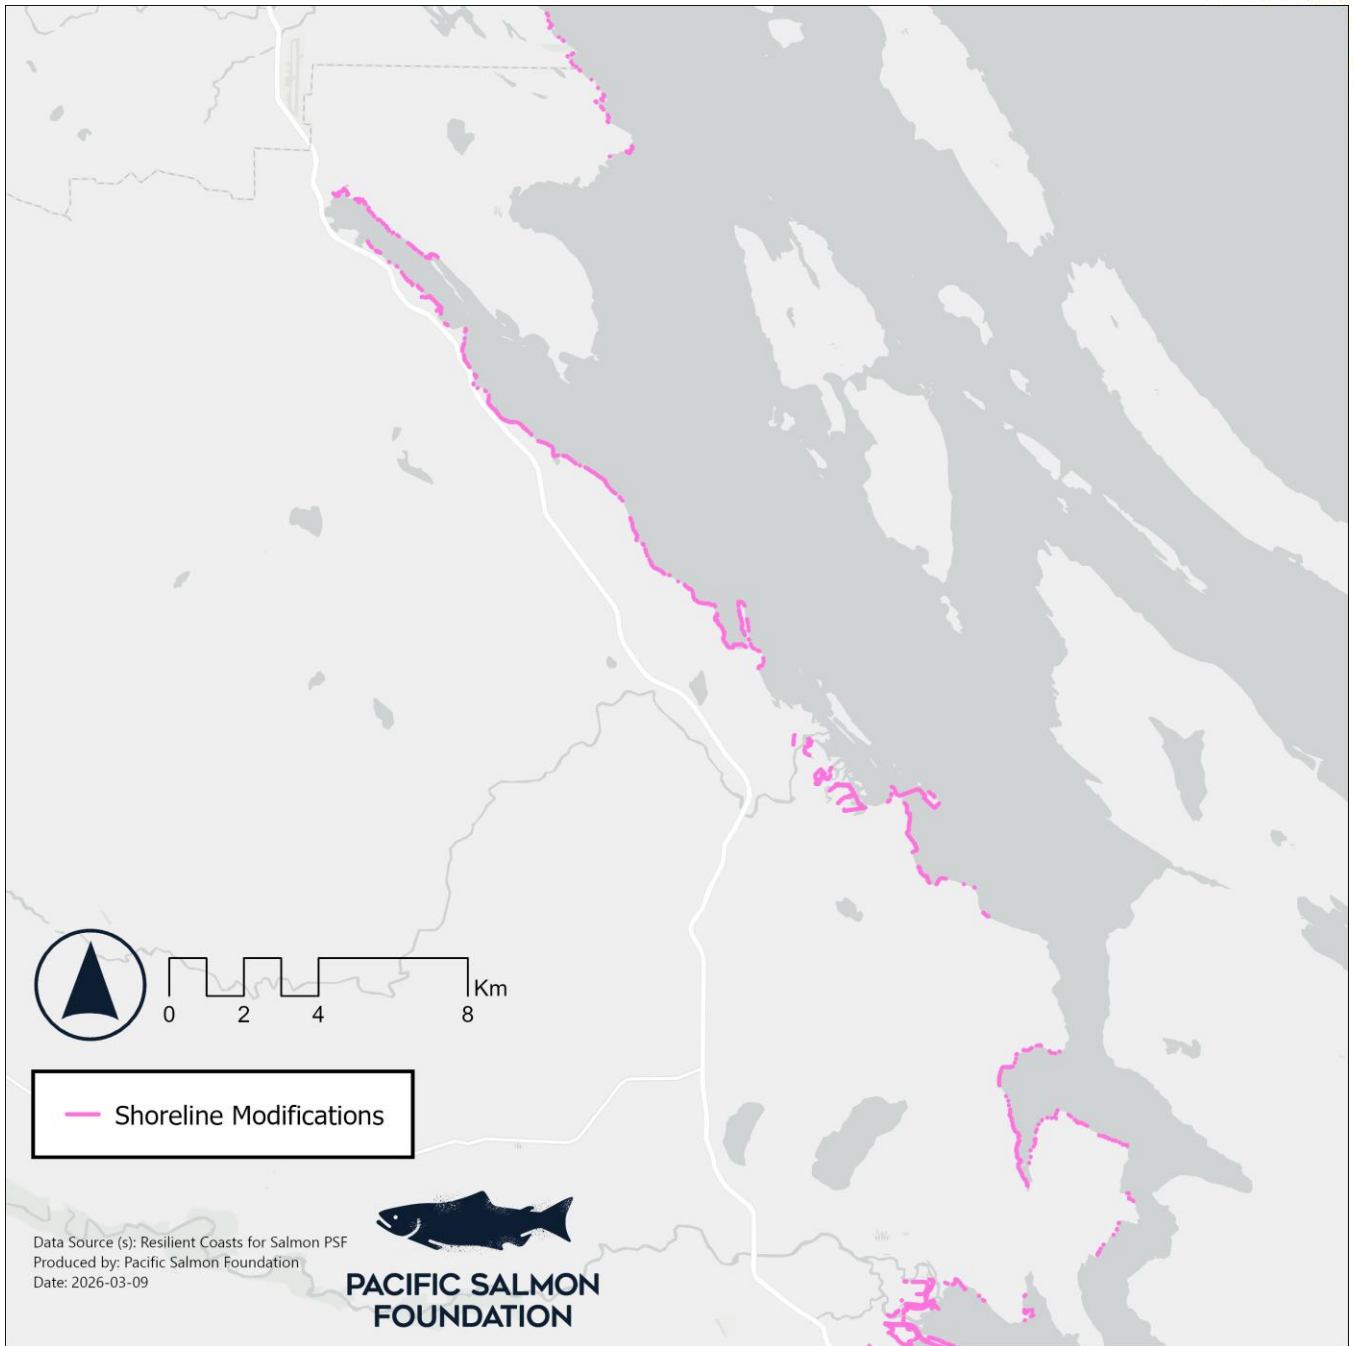 Km
0 2 4 8
Shoreline Modifications
Data Source (s): Resilient Coasts for Salmon PSF
Produced by: Pacific Salmon Foundation
Date: 2026-03-09
PACIFIC SALMON
FOUNDATION